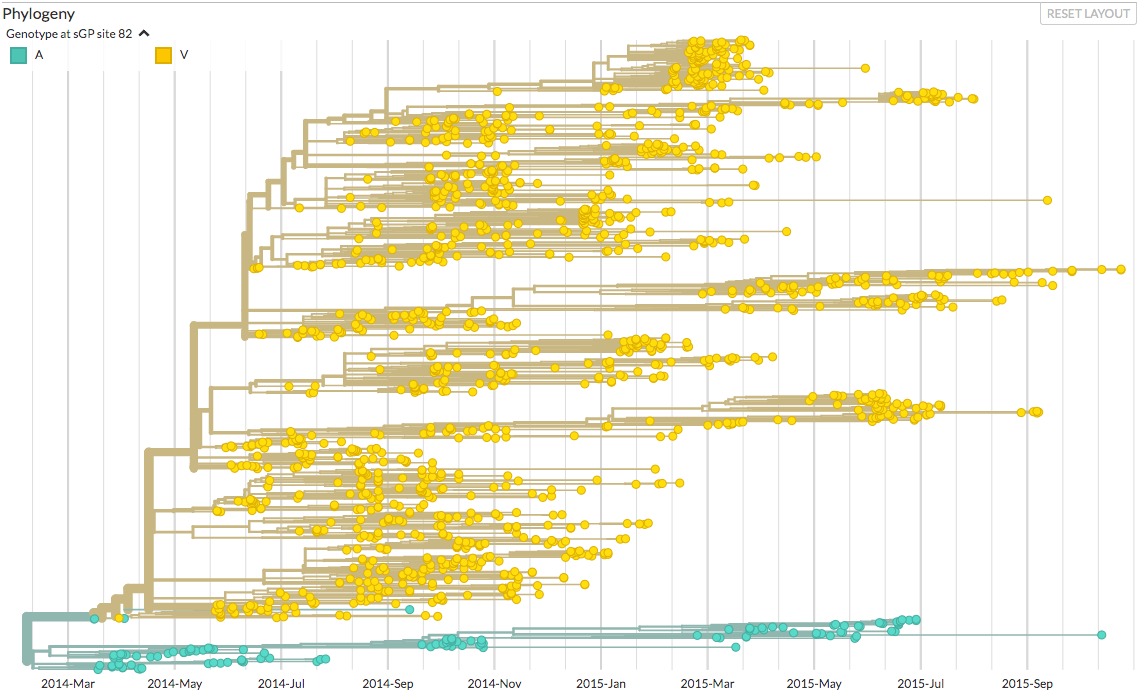 Phylogeny
RESET LAYOUT
Genotype at sGP site 82
A
V
2014-Mar
2014-May
2014-Jul
2014-Sep
2014-Nov
2015-Jan
2015-Mar
2015-May
2015-Jul
2015-Sep